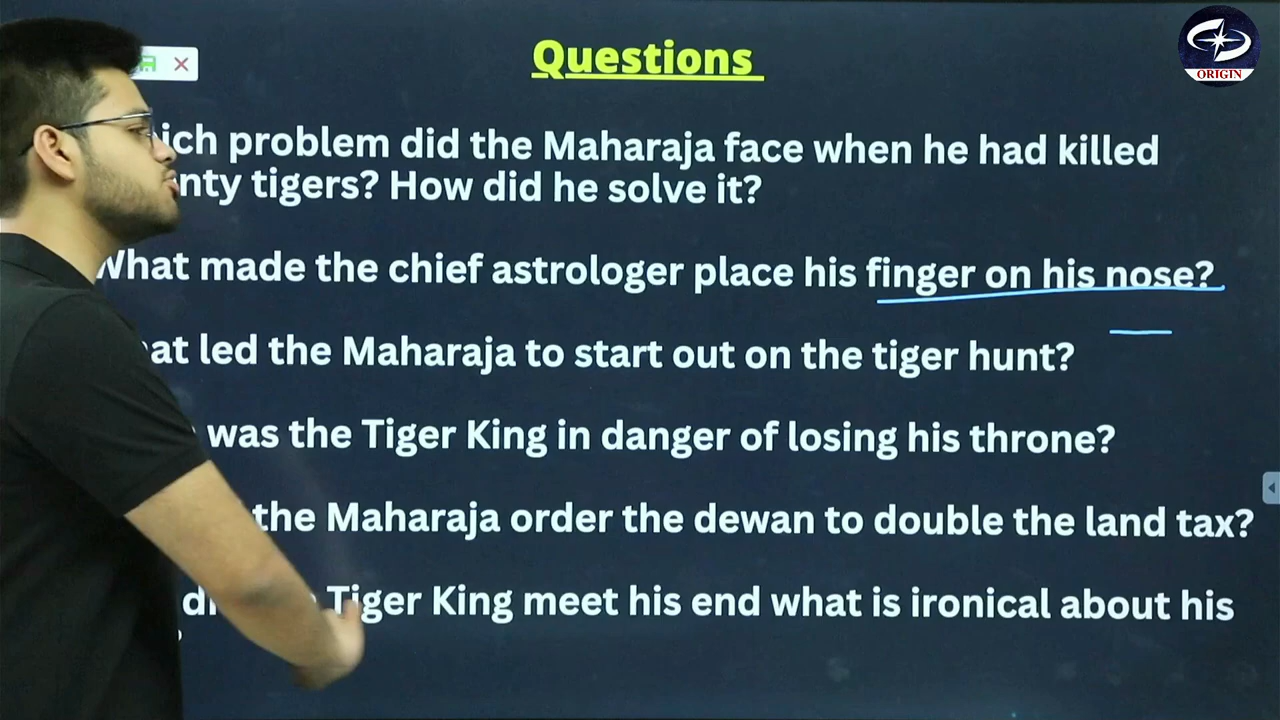 Questions
problem did the Maharaja face when he had killed
tigers? How did he solve it?
What made the chief astrologer place his finger on his nose?
led the Maharaja to start out on the tiger hunt?
was the Tiger King in danger of losing his throne?
the Maharaja order the dewan to double the land tax?
Tiger King meet his end what is ironical about his
ORIGIN